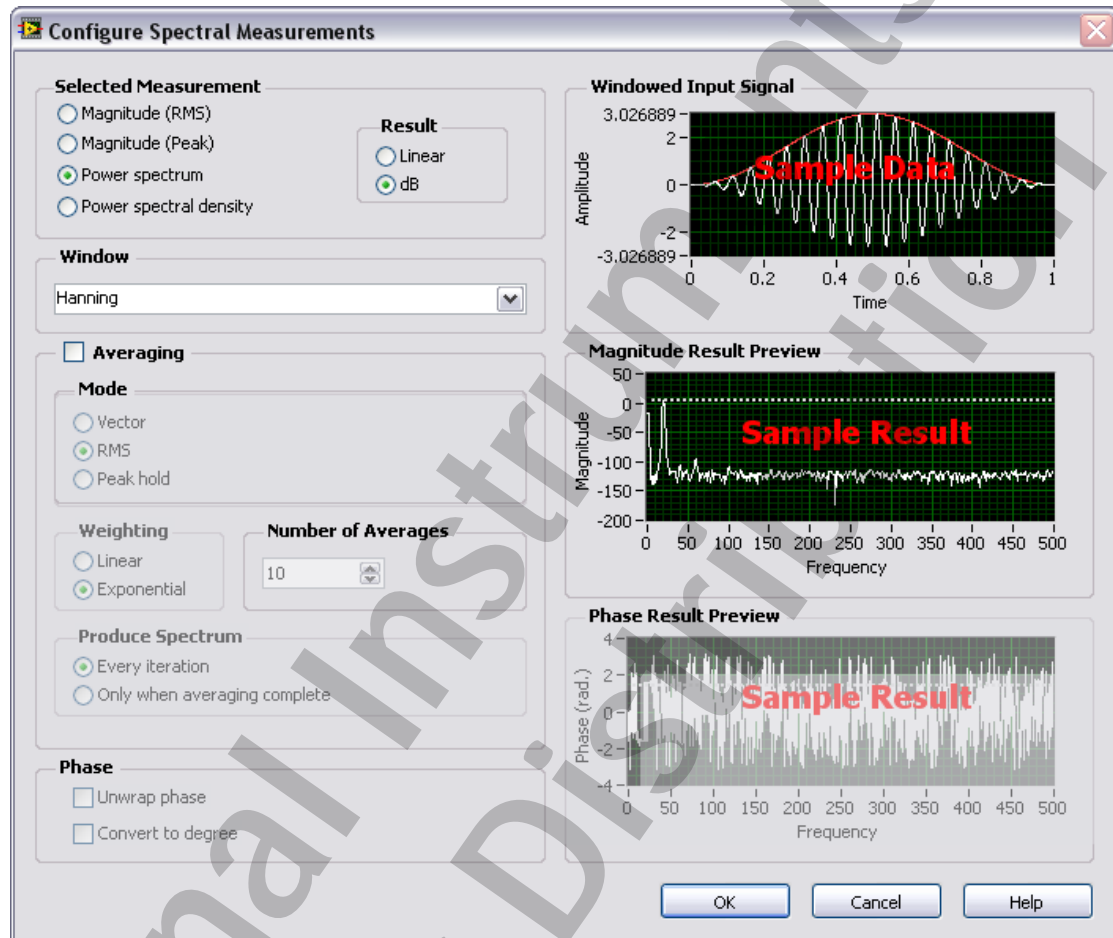 Configure Spectral Measurements
Selected Measurement
Magnitude (RMS)
Magnitude (Peak)
Power spectrum
Power spectral density
Result
Linear
dB
Window
Hanning
Averaging
Mode
Vector
RMS
Peak hold
Weighting
Linear
Exponential
Number of Averages
10
Produce Spectrum
Every iteration
Only when averaging complete
Phase
Unwrap phase
Convert to degree
Windowed Input Signal
3.026889
2
0
-2
-3.026889
Amplitude
Sample Data
0 0.2 0.4 0.6 0.8 1
Time
Magnitude Result Preview
50
0
-50
-100
-150
-200
Magnitude
Sample Result
0 50 100 150 200 250 300 350 400 450 500
Frequency
Phase Result Preview
4
2
0
-2
-4
Phase (rad.)
Sample Result
0 50 100 150 200 250 300 350 400 450 500
Frequency
OK Cancel Help
nal Instruments
Distribution